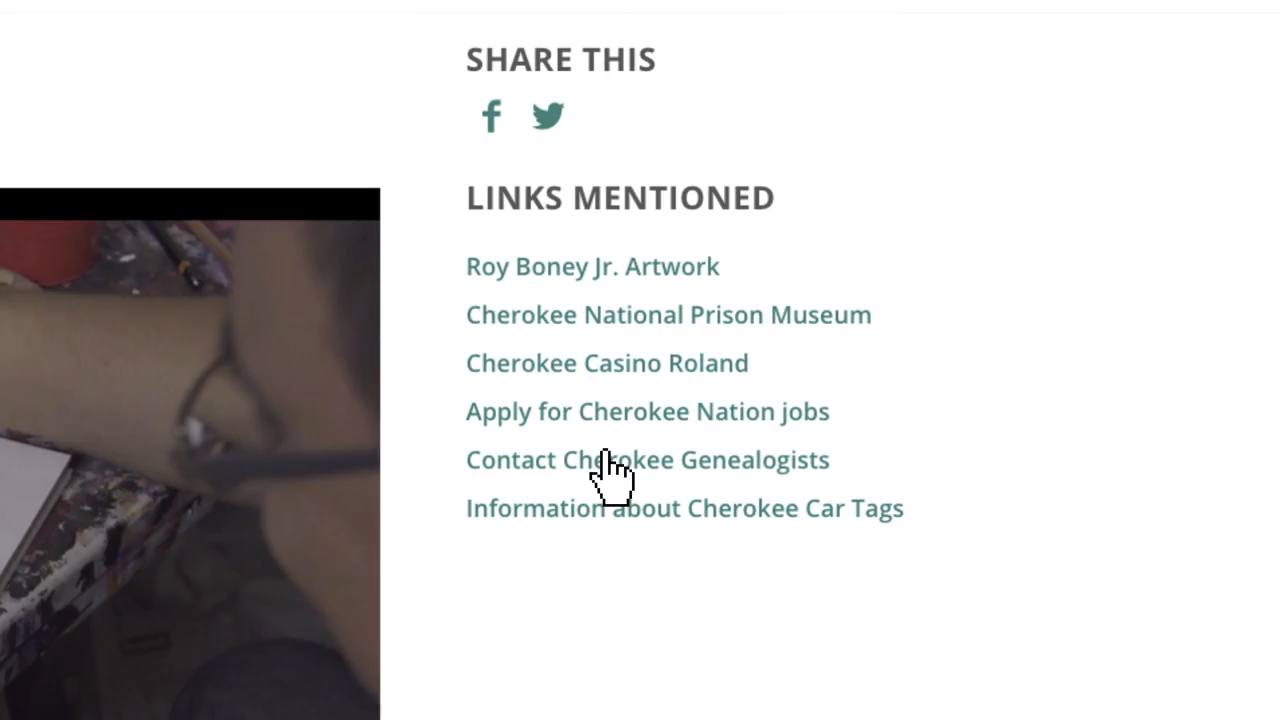 SHARE THIS
LINKS MENTIONED
Roy Boney Jr. Artwork
Cherokee National Prison Museum
Cherokee Casino Roland
Apply for Cherokee Nation jobs
Contact Cherokee Genealogists
Information about Cherokee Car Tags